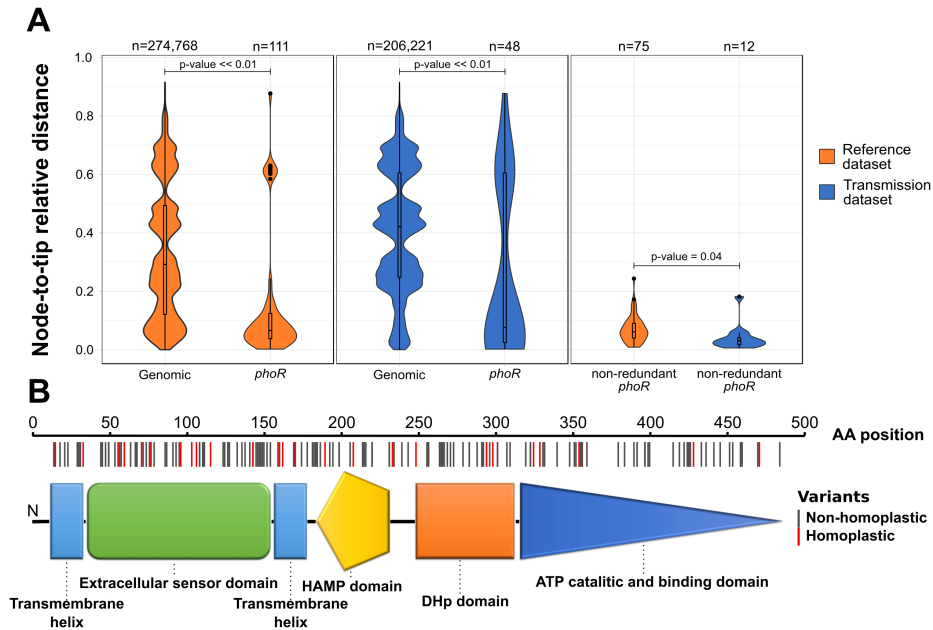 A
n=274,768
n=111
n=206,221
n=48
n=75
n=12
1.0
p-value << 0.01
p-value << 0.01
0.8
0.6
0.4
p-value = 0.04
0.2
0.0
Node-to-tip relative distance
Reference
dataset
Transmission
dataset
Genomic
phoR
Genomic
phoR
non-redundant
phoR
non-redundant
phoR
B
0 50 100 150 200 250 300 350 400 450 500
AA position
N
Variants
Non-homoplastic
Homoplastic
Extracellular sensor domain
HAMP domain
ATP catalitic and binding domain
Transmembrane
helix
Transmembrane
helix
DHp domain